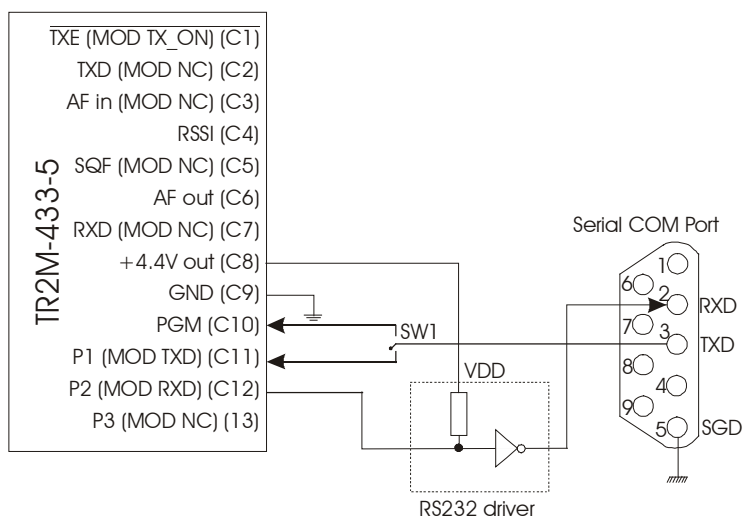 TR2M-433-5
TXE (MOD TX_ON) (C1)
TXD (MOD NC) (C2)
AF in (MOD NC) (C3)
RSSI (C4)
SQF (MOD NC) (C5)
AF out (C6)
RXD (MOD NC) (C7)
+4.4V out (C8)
GND (C9)
PGM (C10)
P1 (MOD TXD) (C11)
P2 (MOD RXD) (C12)
P3 (MOD NC) (13)
SW1
VDD
RS232 driver
Serial COM Port
1
6
2
RXD
7
3
TXD
8
4
9
5
SGD